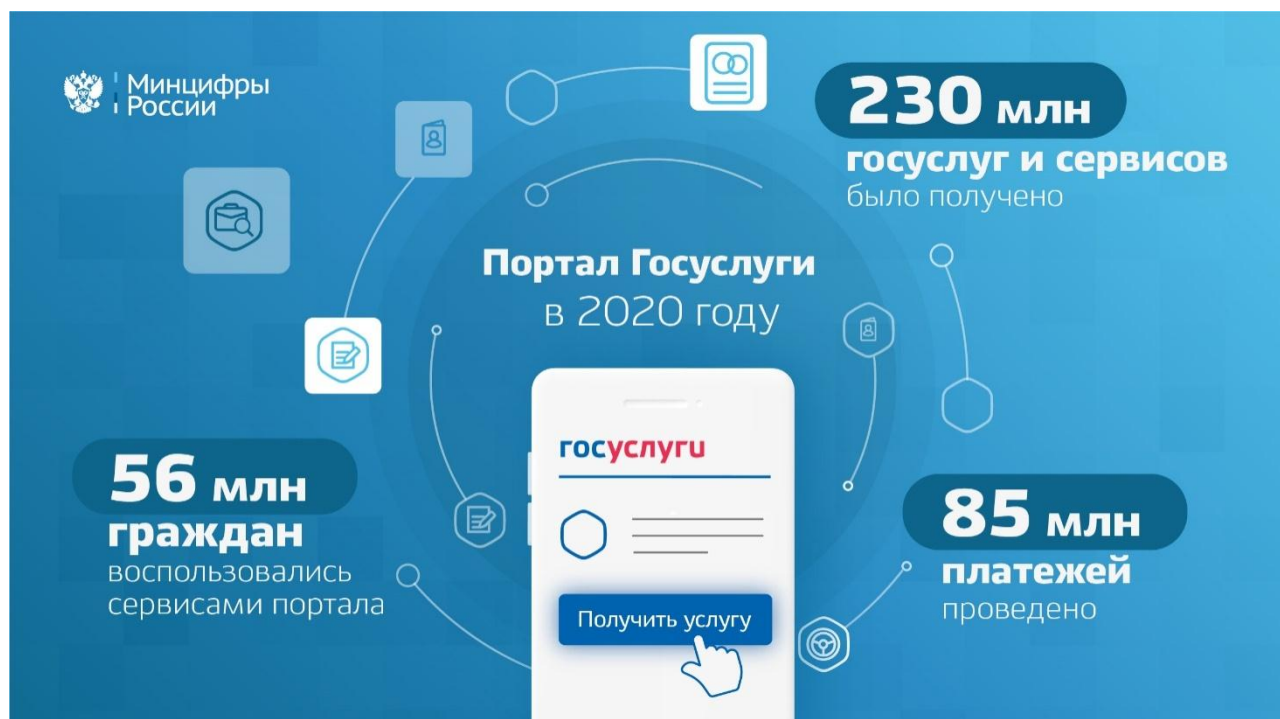 Минцифры
России
230 млн
госуслуг и сервисов
было получено
Портал Госуслуги
в 2020 году
госуслуги
56 млн
граждан
воспользовались
сервисами портала
85 млн
платежей
проведено
Получить услугу